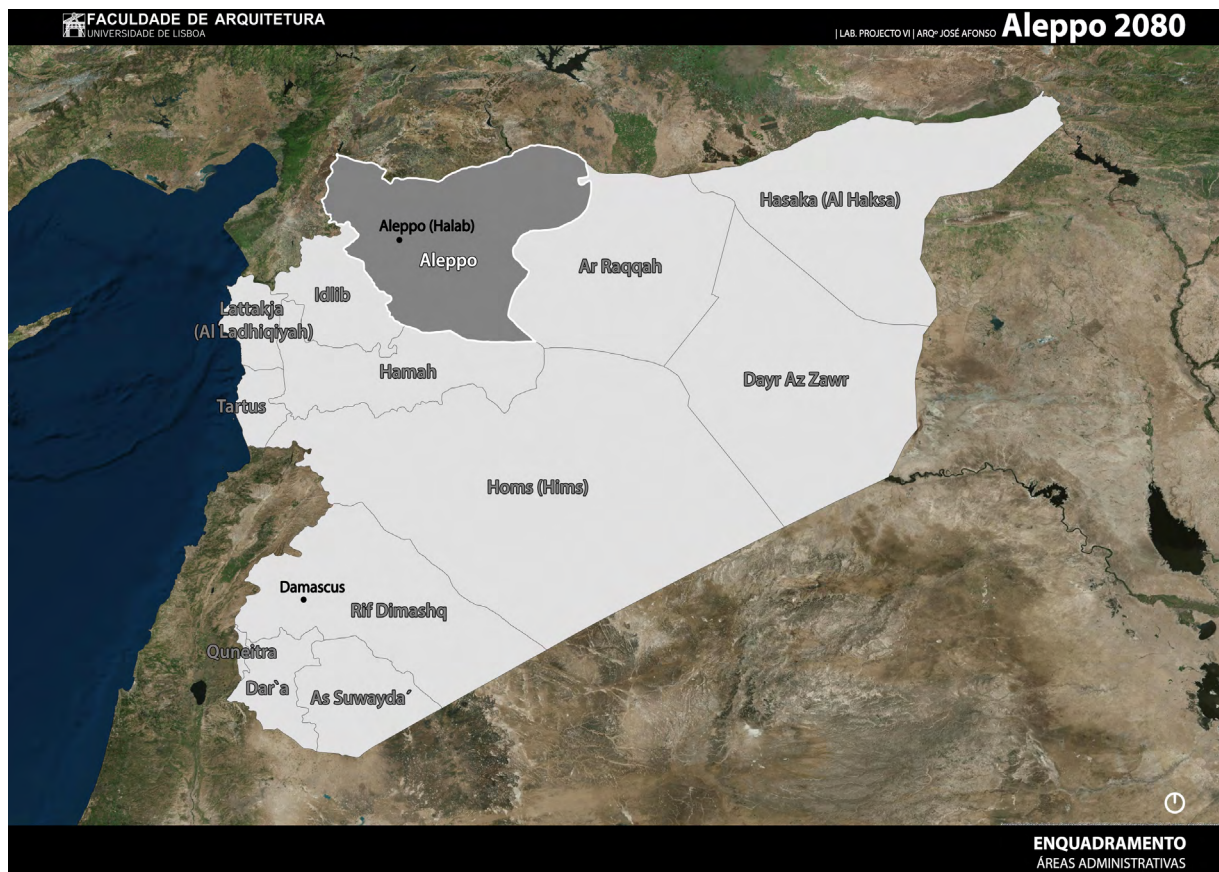 FACULDADE DE ARQUITETURA
UNIVERSIDADE DE LISBOA
| LAB. PROJECTO VI | ARQº JOSÉ AFONSO Aleppo 2080
Hasaka (Al Haksa)
Aleppo (Halab)
Aleppo
Ar Raqqah
Idlib
Lattakja
(Al Ladhiqiyah)
Hamah
Dayr Az Zawr
Tartus
Homs (Hims)
Damascus
Rif Dimashq
Quneitra
Dar`a
As Suwayda´
ENQUADRAMENTO
ÁREAS ADMINISTRATIVAS